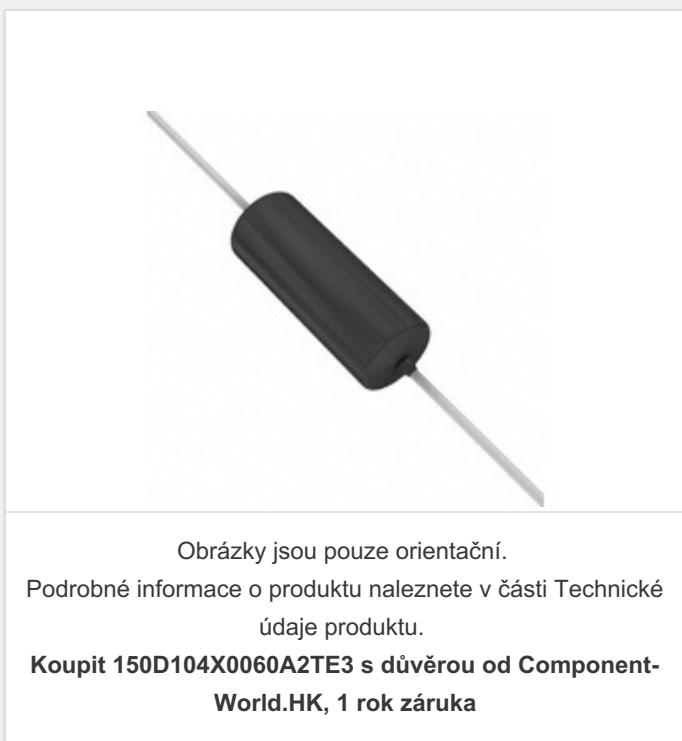 Obrázky jsou pouze orientační.
Podrobné informace o produktu naleznete v části Technické
údaje produktu.
Koupit 150D104X0060A2TE3 s důvěrou od Component-
World.HK, 1 rok záruka